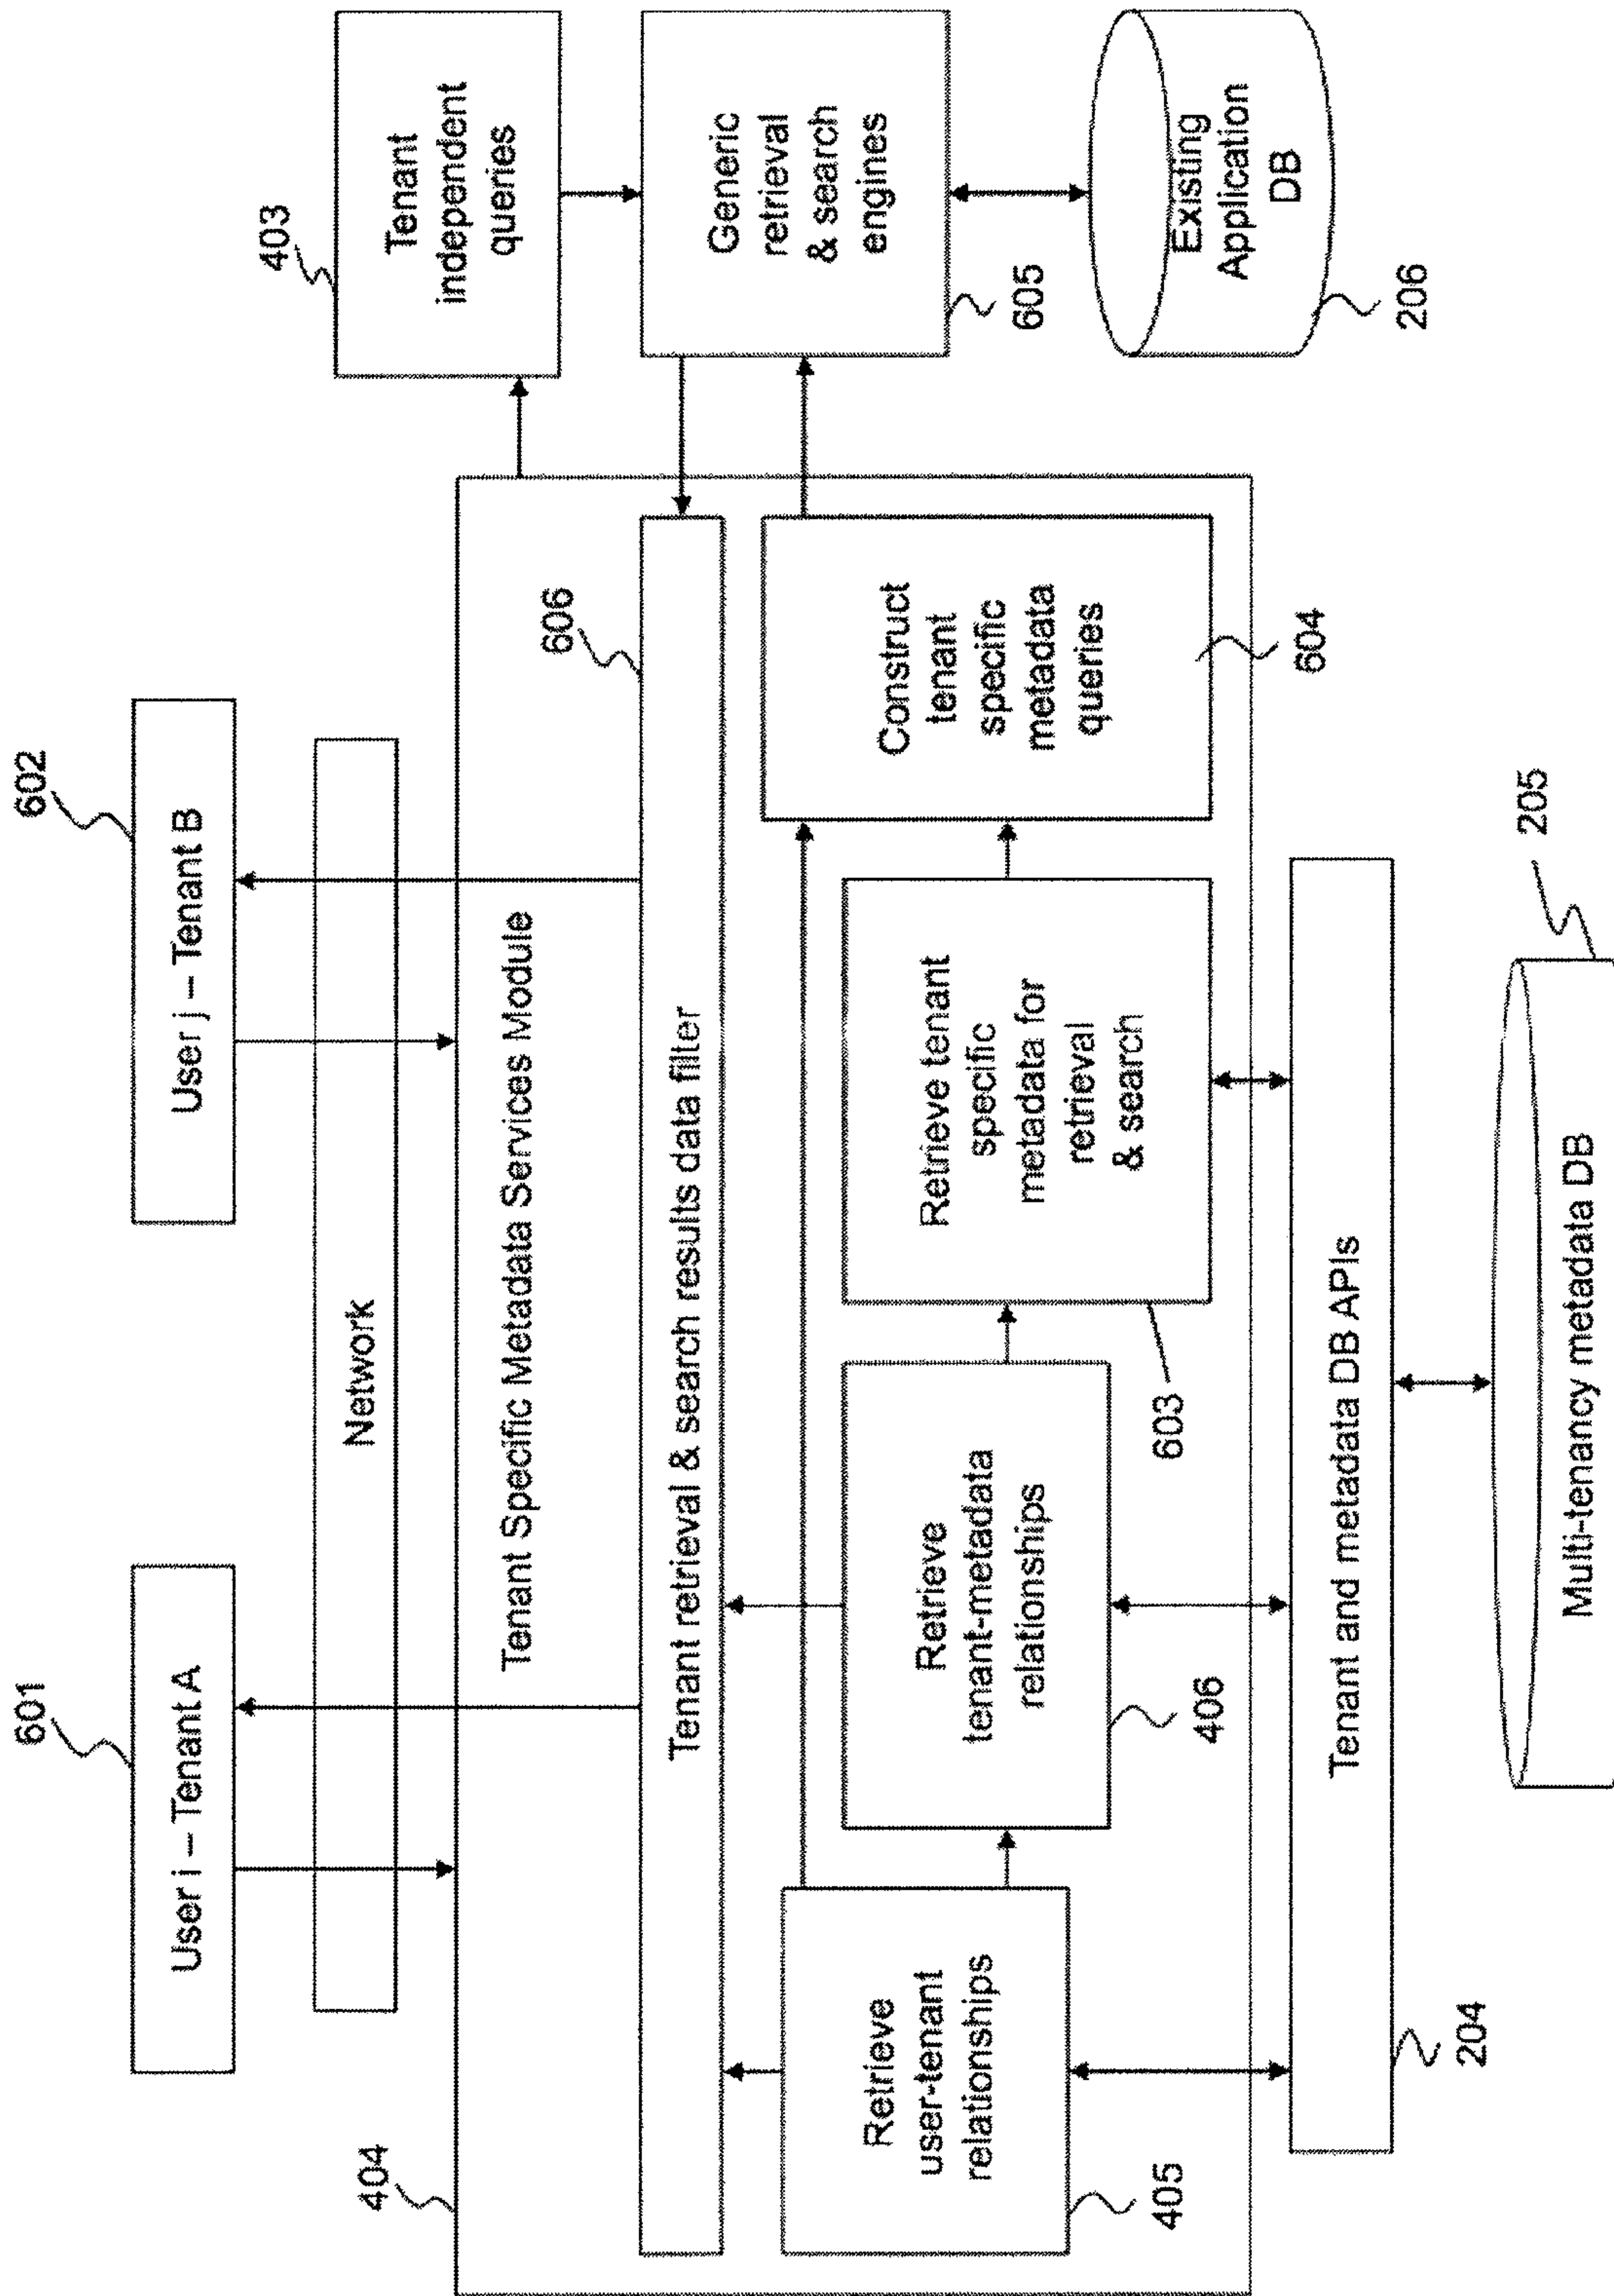 601
User i – Tenant A
602
User j – Tenant B
Network
404
Tenant Specific Metadata Services Module
606
Tenant retrieval & search results data filter
Retrieve
user-tenant
relationships
405
Retrieve
tenant-metadata
relationships
406
Retrieve tenant
specific
metadata for
retrieval
& search
603
Construct
tenant
specific
metadata
queries
604
403
Tenant
independent
queries
Generic
retrieval
& search
engines
605
Existing
Application
DB
206
Tenant and metadata DB APIs
204
205
Multi-tenancy metadata DB